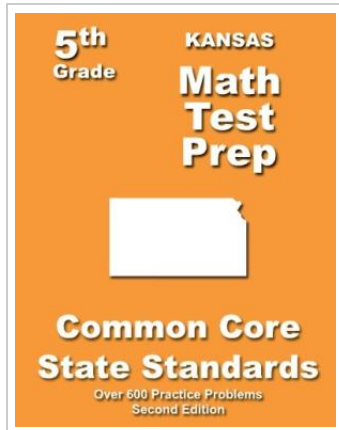 5th
Grade
KANSAS
Math
Test
Prep
Common Core
State Standards
Over 600 Practice Problems
Second Edition